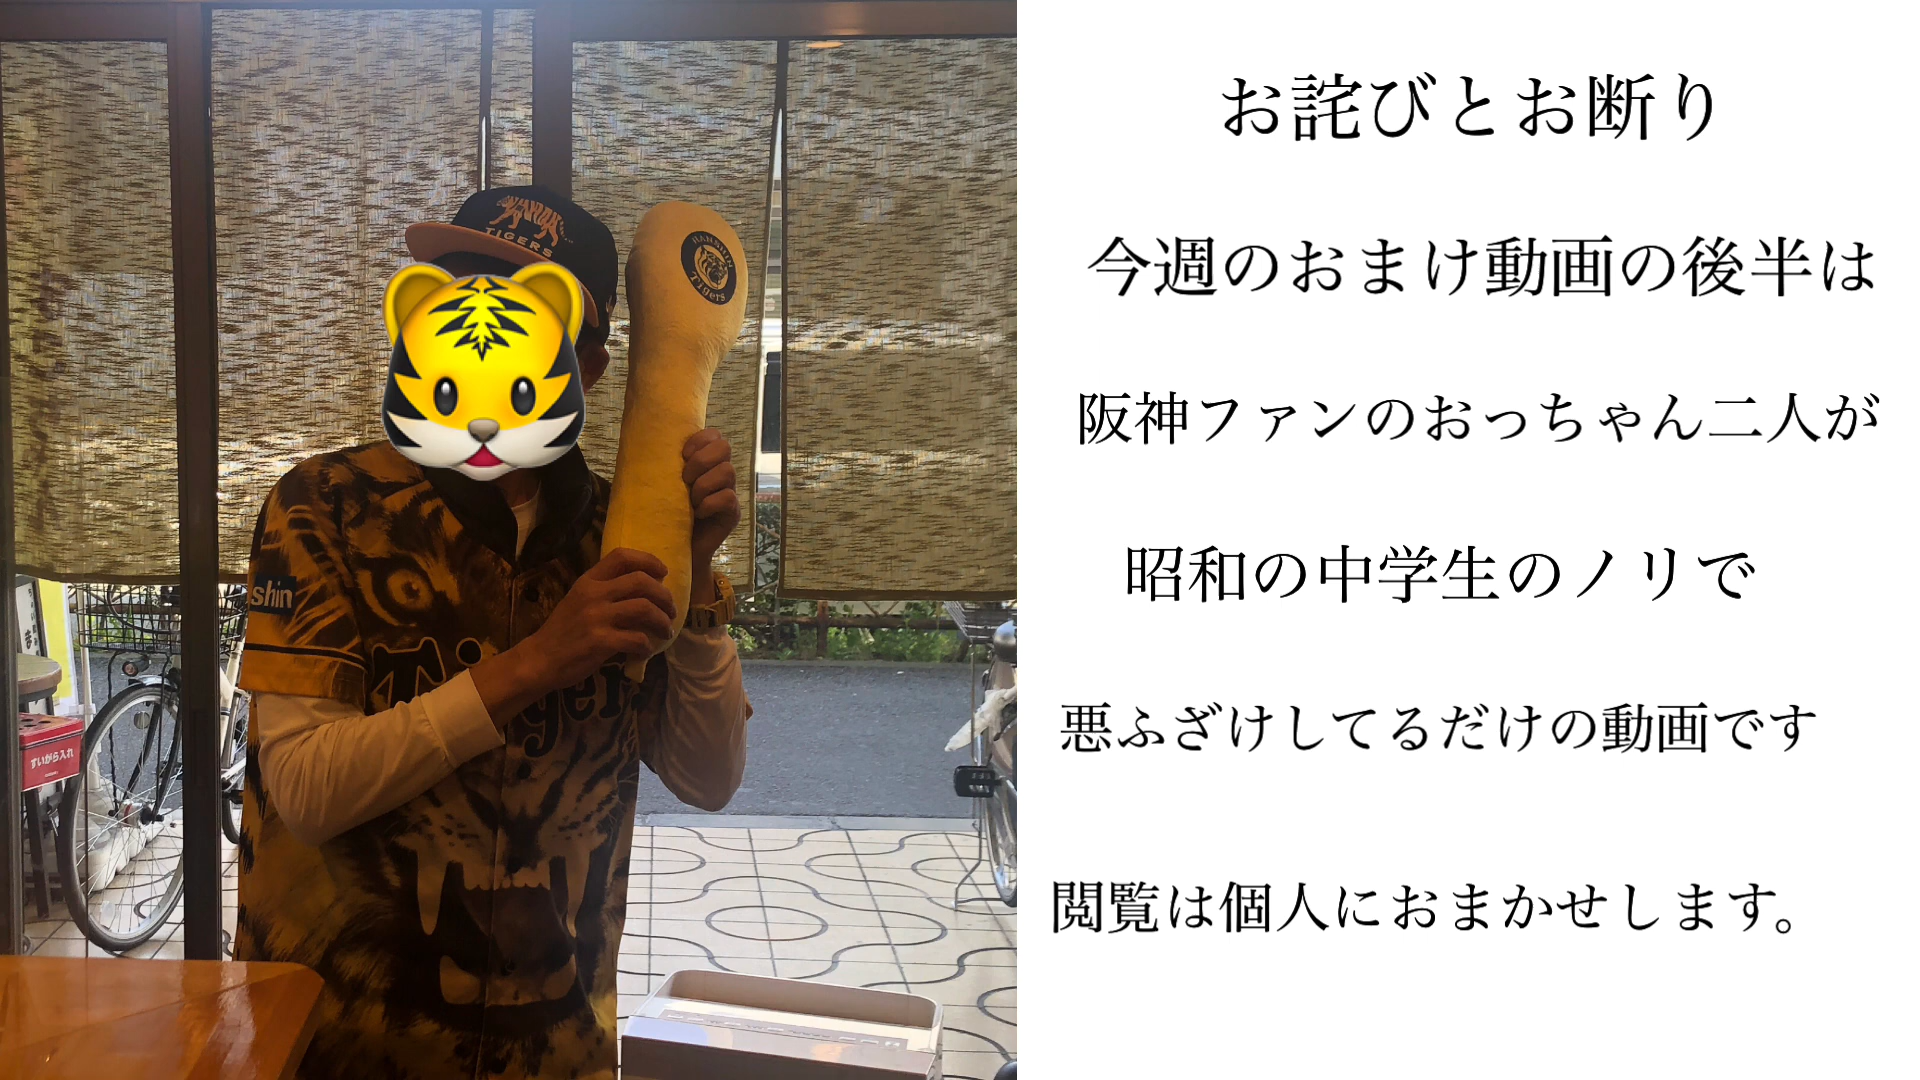 お詫びとお断り
今週のおまけ動画の後半は
阪神ファンのおっちゃん二人が
昭和の中学生のノリで
悪ふざけしてるだけの動画です
閲覧は個人におまかせします。
TIGERS
HANSHIN
Tigers
shin
Tigers
すいがら入れ